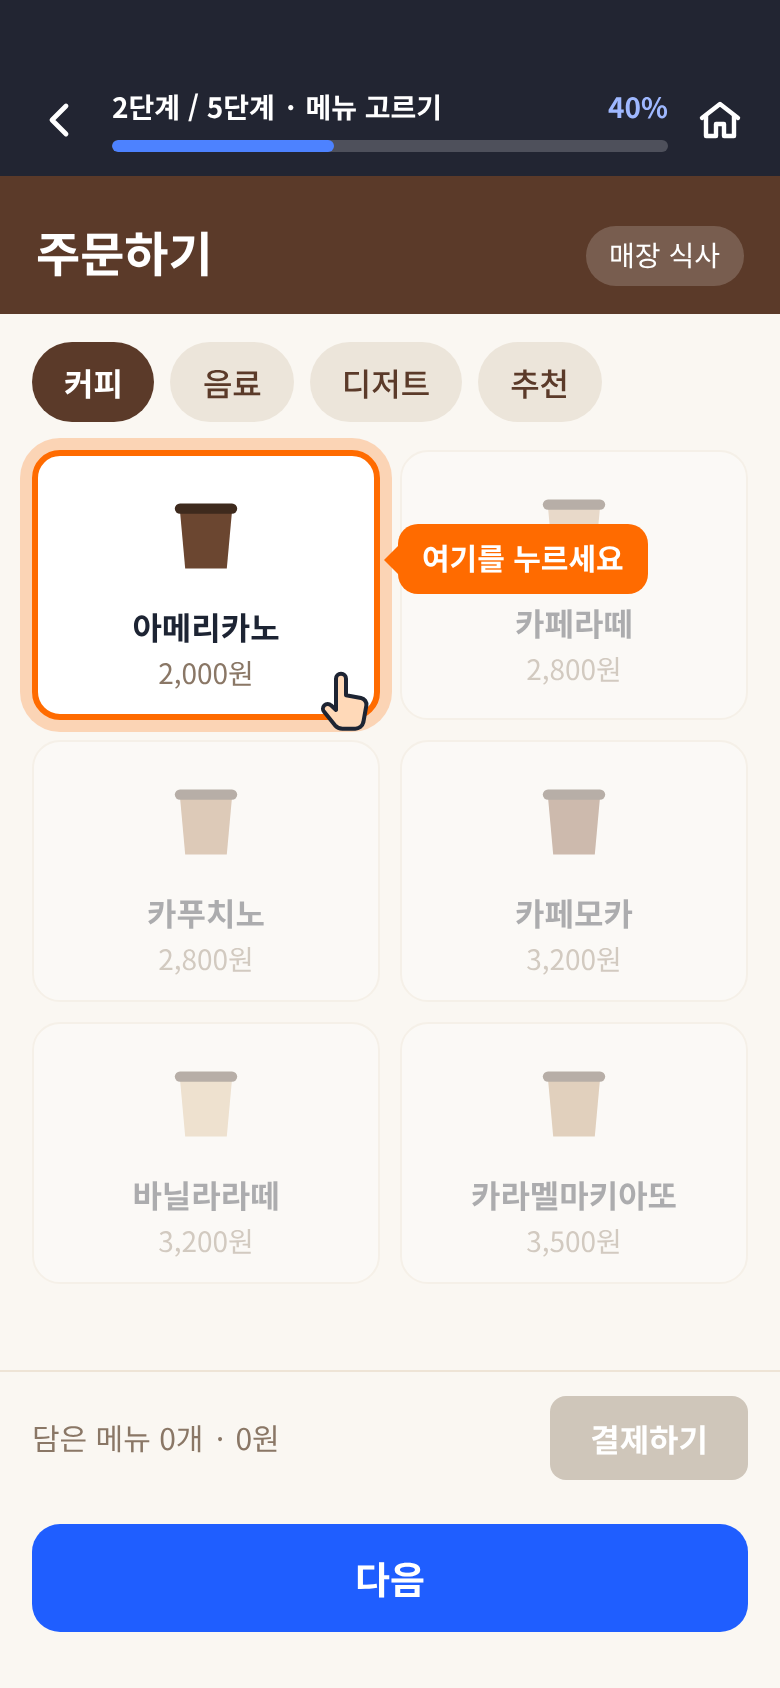 2단계 / 5단계 · 메뉴 고르기
40%
주문하기
매장 식사
커피
음료
디저트
추천
아메리카노
2,000원
여기를 누르세요
카페라떼
2,800원
카푸치노
2,800원
카페모카
3,200원
바닐라라떼
3,200원
카라멜마키아또
3,500원
담은 메뉴 0개 · 0원
결제하기
다음